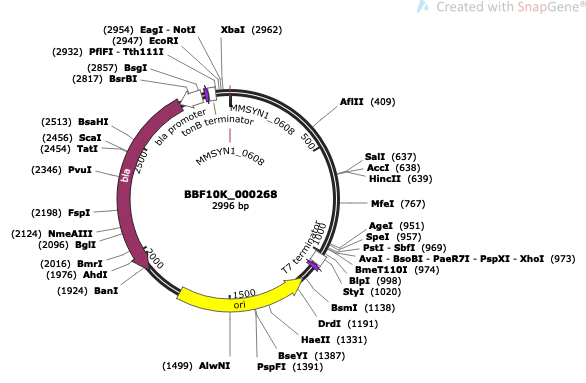 Created with SnapGene®
(2954) EagI - NotI
XbaI (2962)
(2947) EcoRI
(2932) PflFI - Tth111I
(2857) BsgI
(2817) BsrBI
AflII (409)
bla promoter
tonB terminator
MMSYN1_0608
MMSYN1_0608
(2513) BsaHI
(2456) ScaI
(2454) TatI
(2346) PvuI
2500
500
bla
SalI (637)
AccI (638)
HincII (639)
BBF10K_000268
2996 bp
MfeI (767)
(2198) FspI
(2124) NmeAIII
(2096) BglI
(2016) BmrI
(1976) AhdI
(1924) BanI
2000
1000
T7 terminator
AgeI (951)
SpeI (957)
PstI - SbfI (969)
AvaI - BsoBI - PaeR7I - PspXI - XhoI (973)
BmeT110I (974)
BlpI (998)
StyI (1020)
BsmI (1138)
DrdI (1191)
HaeII (1331)
1500
ori
BseYI (1387)
(1499) AlwNI
PspFI (1391)